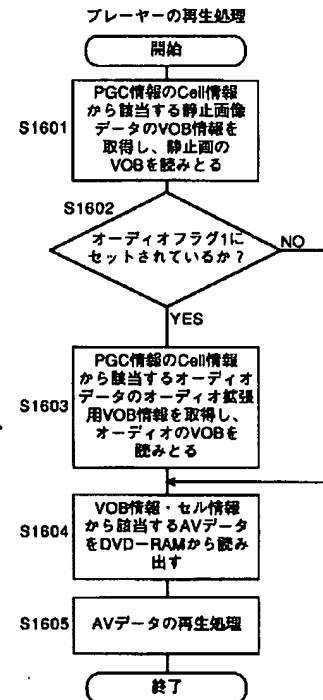 プレーヤーの再生処理
開始
S1601
PGC情報のCell情報
から該当する静止画像
データのVOB情報を
取得し、静止画の
VOBを読みとる
S1602
オーディオフラグ1に
セットされているか？
NO
YES
S1603
PGC情報のCell情報
から該当するオーディオ
データのオーディオ拡張
用VOB情報を取得し、
オーディオのVOBを
読みとる
S1604
VOB情報・セル情報
から該当するAVデータ
をDVD－RAMから読み
出す
S1605
AVデータの再生処理
終了